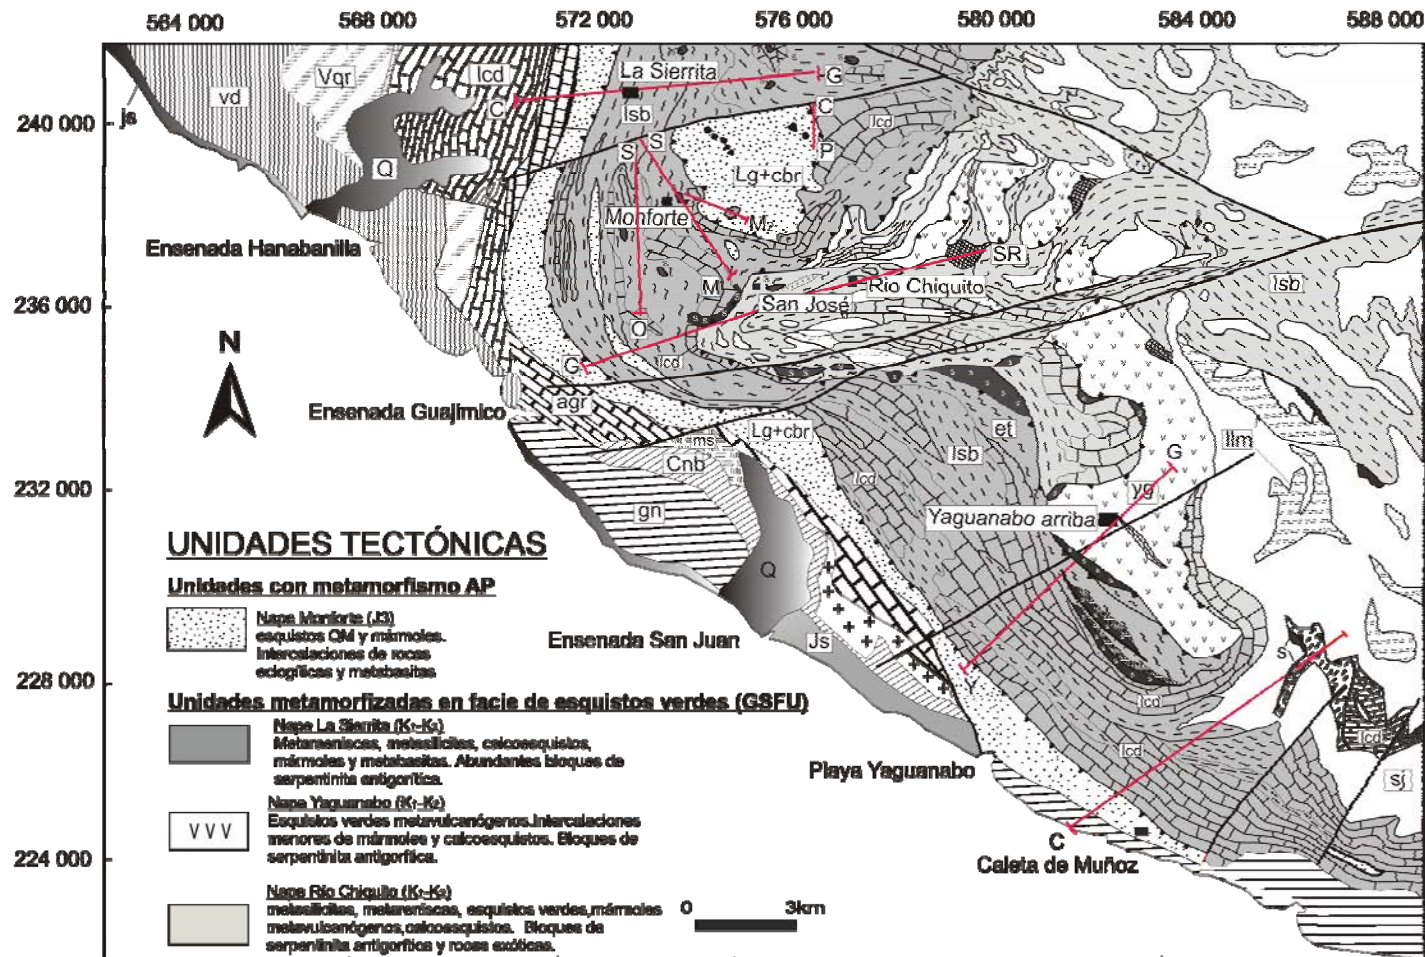 564 000 568 000 572 000 576 000 580 000 584 000 588 000
240 000
236 000
232 000
228 000
224 000
js
vd
Vqr
lcd
Q
C
La Sierrita
G
lsb
S
S
C
P
lcd
Lg+cbr
Monforte
M
M
O
G
SR
Rio Chiquito
San José
lcd
lsb
Ensenada Hanabanilla
N
Ensenada Guajimico
agr
ms
Cnb
gn
Lg+cbr
lcd
lsb
et
G
yg
llm
Yaguanabo arriba
Q
Ensenada San Juan
Js
Y
lcd
lcd
s
lcd
sj
Playa Yaguanabo
C
Caleta de Muñoz
UNIDADES TECTÓNICAS
Unidades con metamorfismo AP
Napa Monforte (J3)
esquistos QM y mármoles.
Intercalaciones de rocas
eclogíticas y metabasitas
Unidades metamorfizadas en facie de esquistos verdes (GSFU)
Napa La Sierrita (K1-K2)
Metareniscas, metasilicitas, calcoesquistos,
mármoles y metabasitas. Abundantes bloques de
serpentinita antigorítica.
VVV
Napa Yaguanabo (K1-K2)
Esquistos verdes metavulcanógenos.Intercalaciones
menores de mármoles y calcoesquistos. Bloques de
serpentinita antigorítica.
Napa Río Chiquito (K1-K2)
metasilicitas, metareniscas, esquistos verdes,mármoles
metavulcanógenos,calcoesquistos. Bloques de
serpentinita antigorítica y rocas exóticas.
0 3km